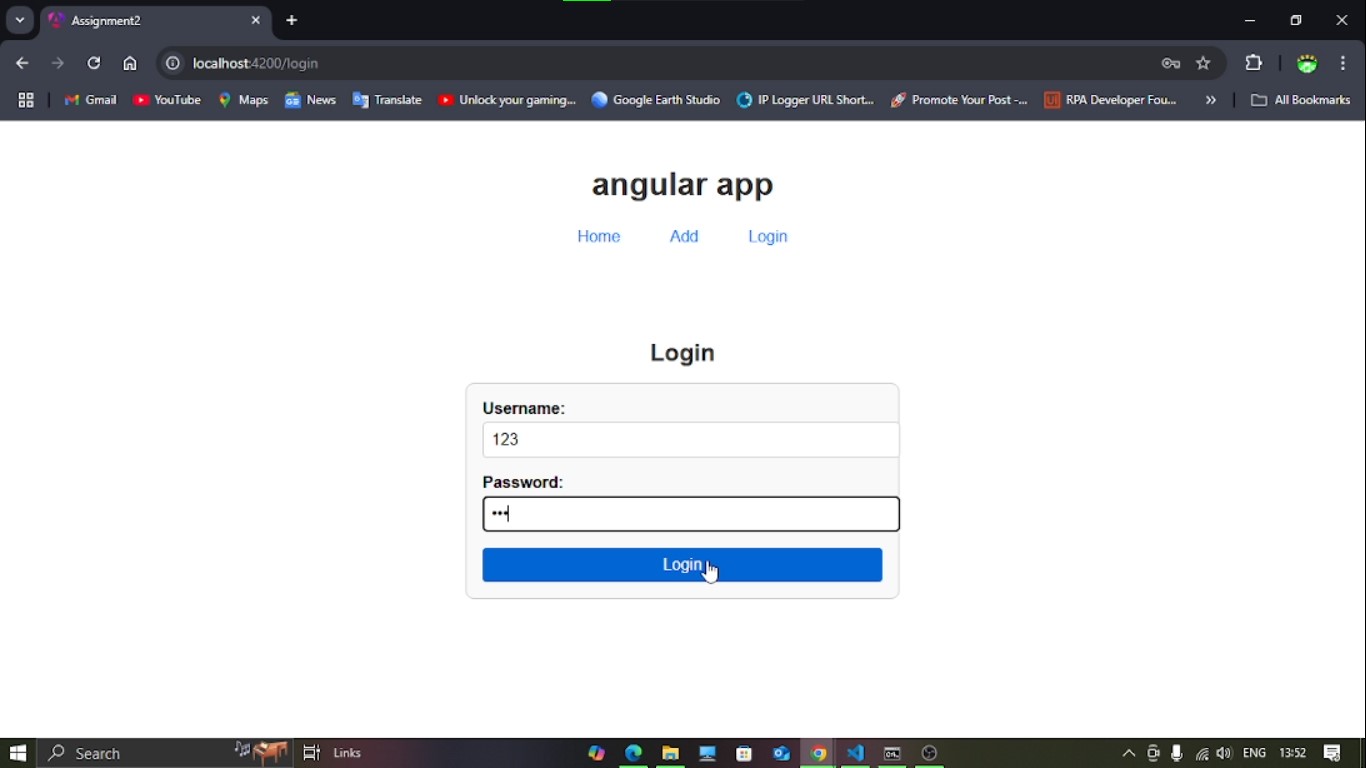 Assignment2
localhost:4200/login
Gmail YouTube Maps News Translate Unlock your gaming... Google Earth Studio IP Logger URL Short... Promote Your Post -... RPA Developer Fou... » All Bookmarks
angular app
Home Add Login
Login
Username:
123
Password:
•••
Login
Search Links ENG 13:52